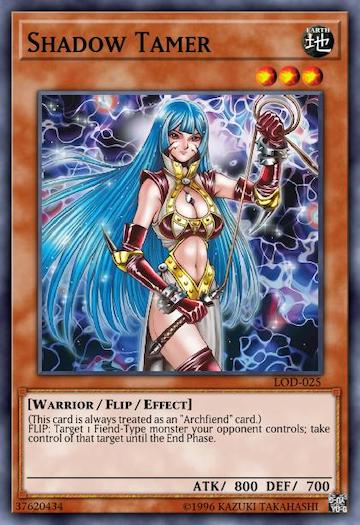 SHADOW TAMER
EARTH
地
LOD-025
[WARRIOR / FLIP / EFFECT]
(This card is always treated as an "Archfiend" card.)
FLIP: Target 1 Fiend-Type monster your opponent controls; take
control of that target until the End Phase.
ATK/ 800 DEF/ 700
37620434
©1996 KAZUKI TAKAHASHI